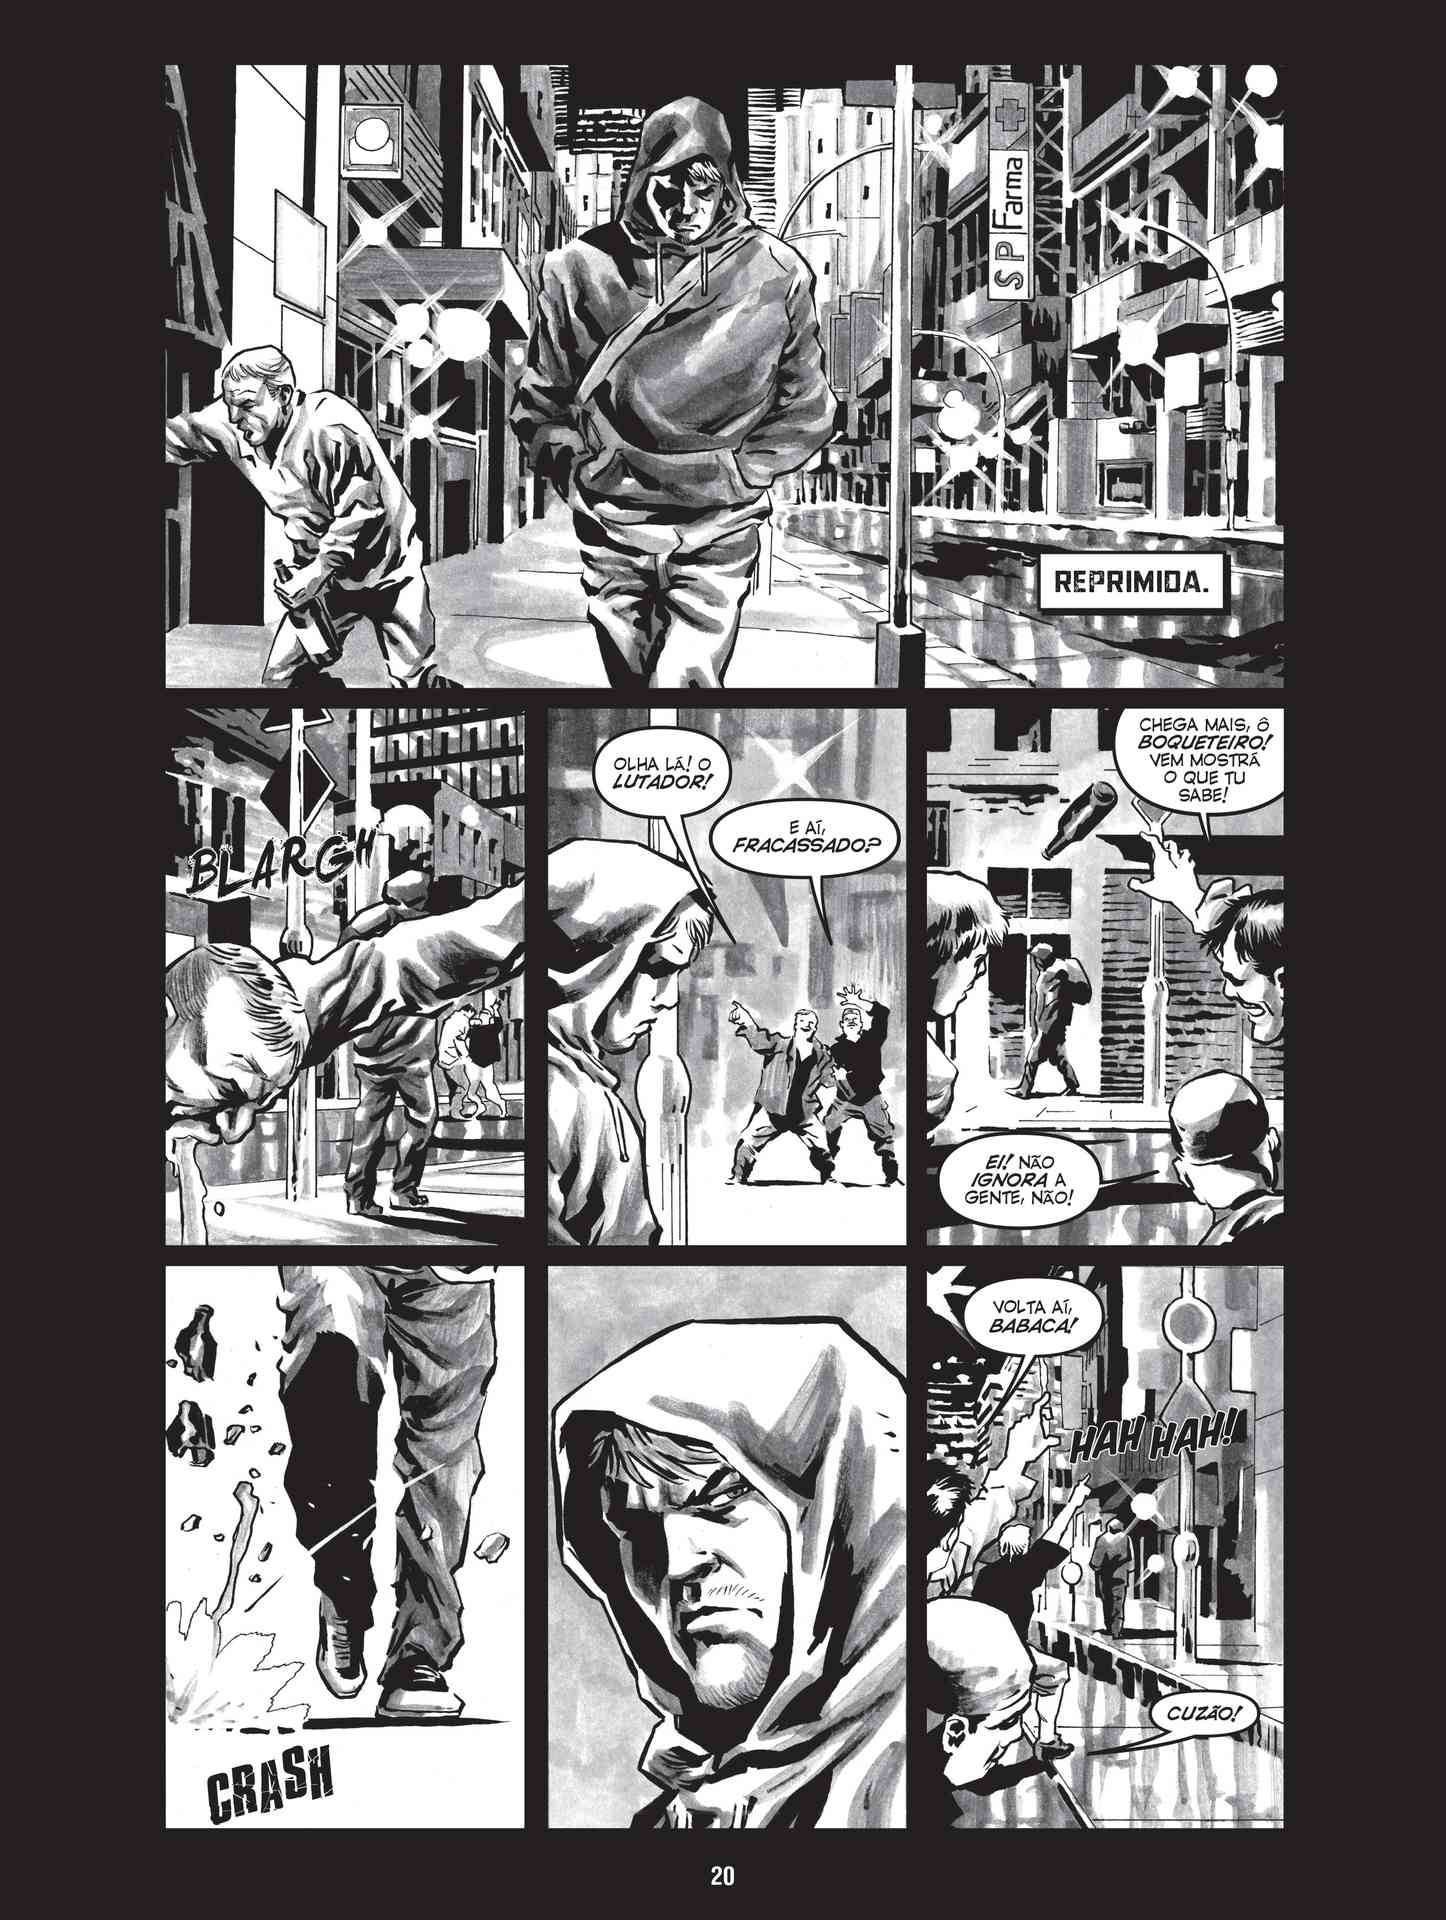 SP Farma
REPRIMIDA.
BLARGH
OLHA LÁ! O
LUTADOR!
E AÍ,
FRACASSADO?
CHEGA MAIS, Ô
BOQUETEIRO!
VEM MOSTRÁ
O QUE TU
SABE!
EI! NÃO
IGNORA A
GENTE, NÃO!
CRASH
VOLTA AÍ,
BABACA!
HAH HAH!
CUZÃO!
20